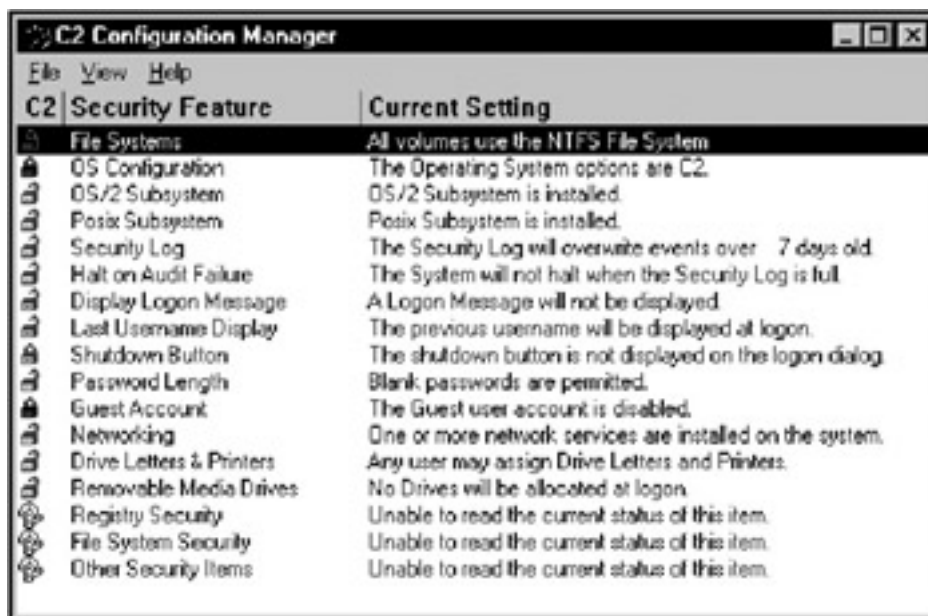 C2 Configuration Manager
File View Help
C2 Security Feature Current Setting
File Systems All volumes use the NTFS File System
OS Configuration The Operating System options are C2.
OS/2 Subsystem OS/2 Subsystem is installed.
Posix Subsystem Posix Subsystem is installed.
Security Log The Security Log will overwrite events over 7 days old.
Halt on Audit Failure The System will not halt when the Security Log is full.
Display Logon Message A Logon Message will not be displayed.
Last Username Display The previous username will be displayed at logon.
Shutdown Button The shutdown button is not displayed on the logon dialog.
Password Length Blank passwords are permitted.
Guest Account The Guest user account is disabled.
Networking One or more network services are installed on the system.
Drive Letters & Printers Any user may assign Drive Letters and Printers.
Removable Media Drives No Drives will be allocated at logon.
Registry Security Unable to read the current status of this item.
File System Security Unable to read the current status of this item.
Other Security Items Unable to read the current status of this item.